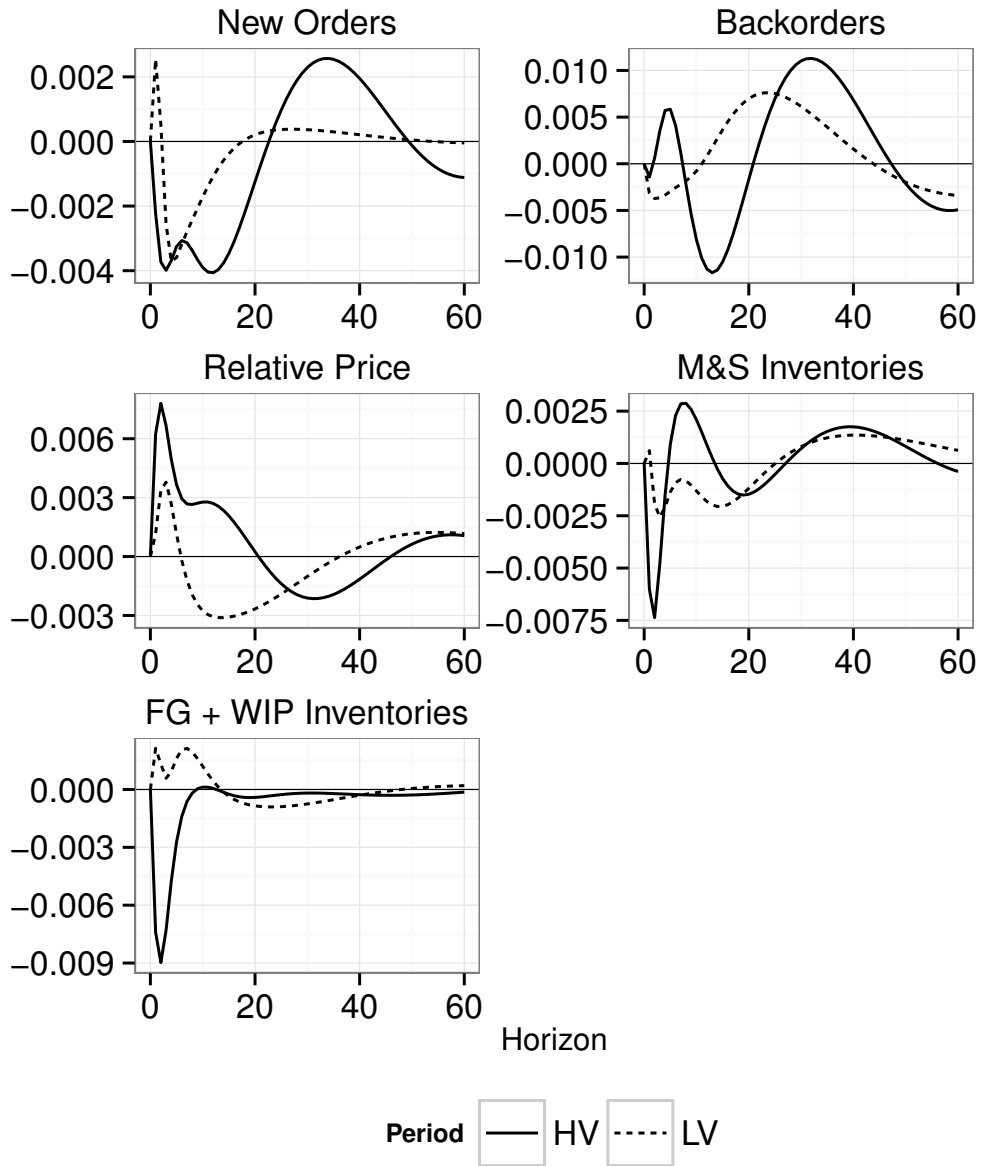 New Orders
0.002
0.000
−0.002
−0.004
0 20 40 60
Backorders
0.010
0.005
0.000
−0.005
−0.010
0 20 40 60
Relative Price
0.006
0.003
0.000
−0.003
0 20 40 60
M&S Inventories
0.0025
0.0000
−0.0025
−0.0050
−0.0075
0 20 40 60
FG + WIP Inventories
0.000
−0.003
−0.006
−0.009
0 20 40 60
Horizon
Period HV LV